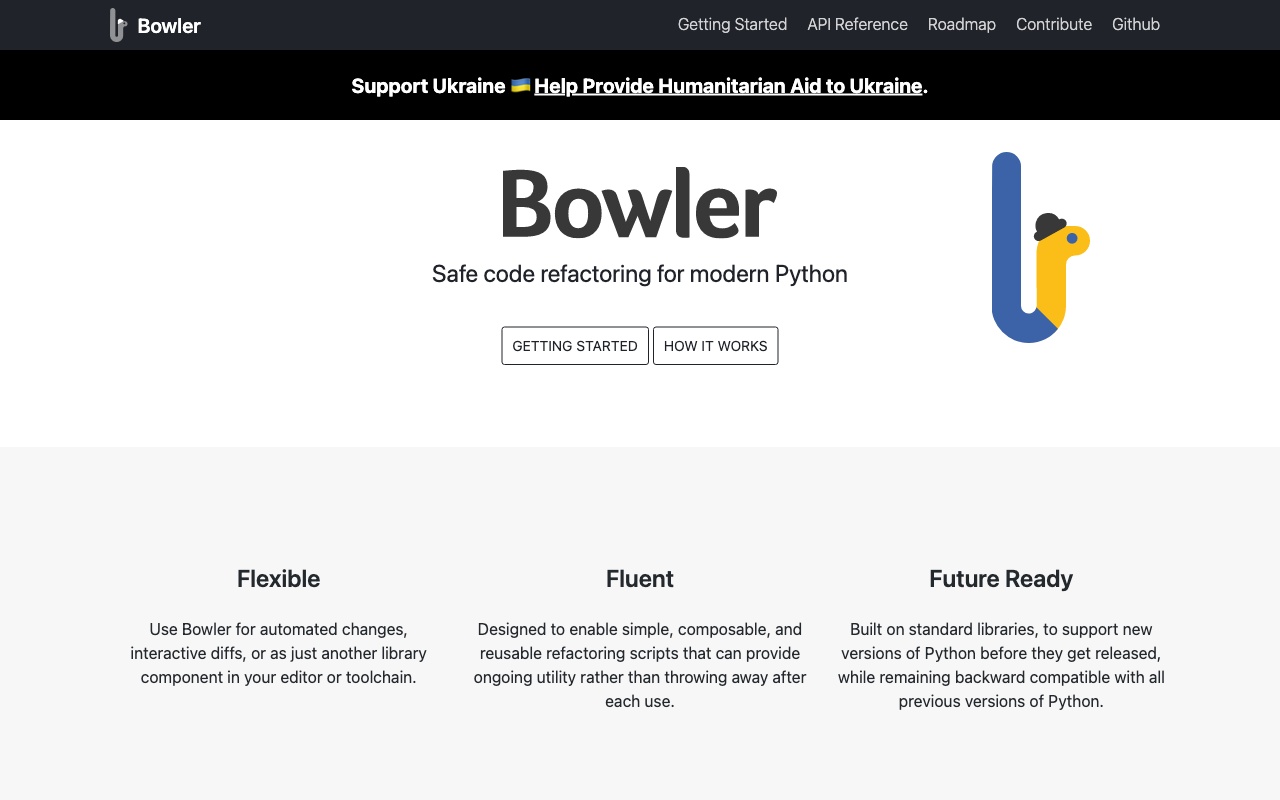 Bowler
Getting Started API Reference Roadmap Contribute Github
Support Ukraine 🇺🇦 Help Provide Humanitarian Aid to Ukraine.
Bowler
Safe code refactoring for modern Python
GETTING STARTED HOW IT WORKS
Flexible
Use Bowler for automated changes,
interactive diffs, or as just another library
component in your editor or toolchain.
Fluent
Designed to enable simple, composable, and
reusable refactoring scripts that can provide
ongoing utility rather than throwing away after
each use.
Future Ready
Built on standard libraries, to support new
versions of Python before they get released,
while remaining backward compatible with all
previous versions of Python.